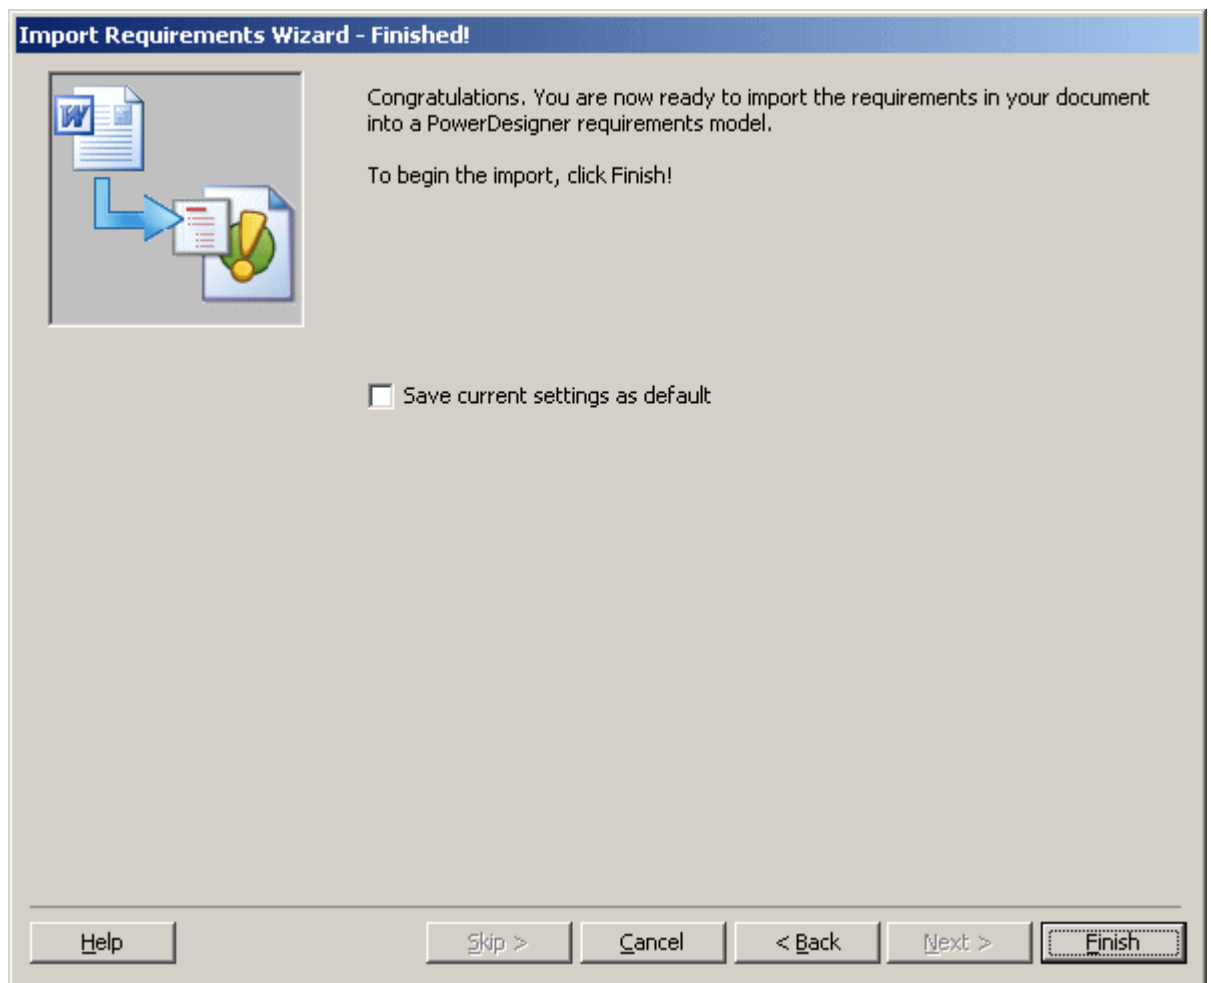 Import Requirements Wizard - Finished!
W
Congratulations. You are now ready to import the requirements in your document
into a PowerDesigner requirements model.
To begin the import, click Finish!
Save current settings as default
Help
Skip >
Cancel
< Back
Next >
Finish